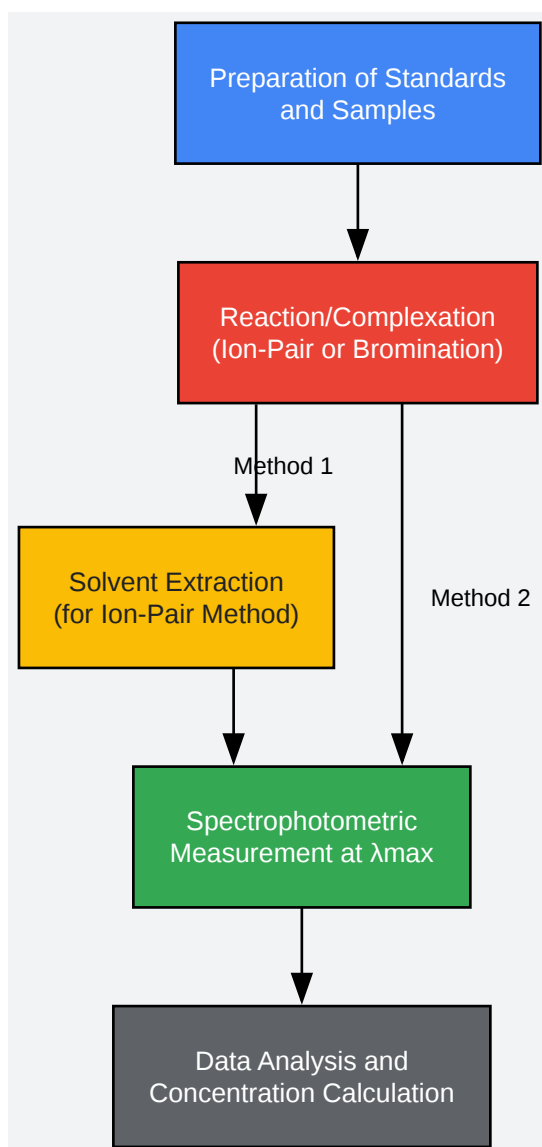 Preparation of Standards
and Samples
Reaction/Complexation
(Ion-Pair or Bromination)
Method 1
Solvent Extraction
(for Ion-Pair Method)
Method 2
Spectrophotometric
Measurement at λmax
Data Analysis and
Concentration Calculation